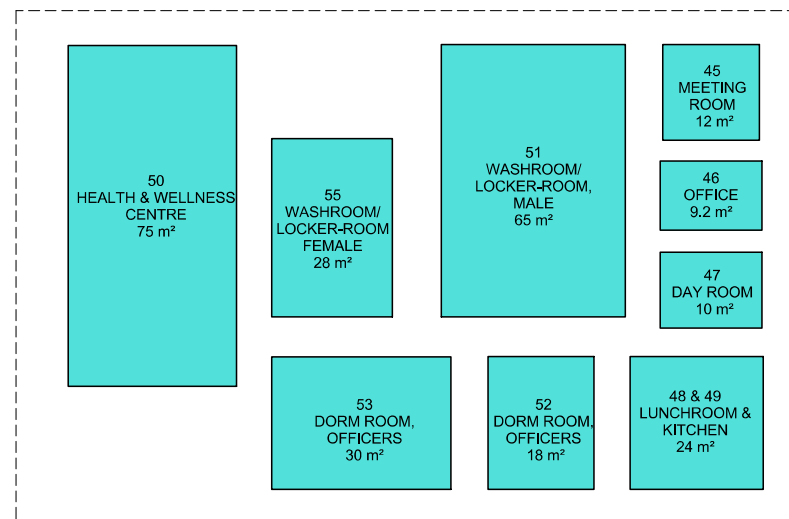 50
HEALTH & WELLNESS
CENTRE
75 m²
55
WASHROOM/
LOCKER-ROOM
FEMALE
28 m²
51
WASHROOM/
LOCKER-ROOM,
MALE
65 m²
45
MEETING
ROOM
12 m²
46
OFFICE
9.2 m²
47
DAY ROOM
10 m²
53
DORM ROOM,
OFFICERS
30 m²
52
DORM ROOM,
OFFICERS
18 m²
48 & 49
LUNCHROOM &
KITCHEN
24 m²